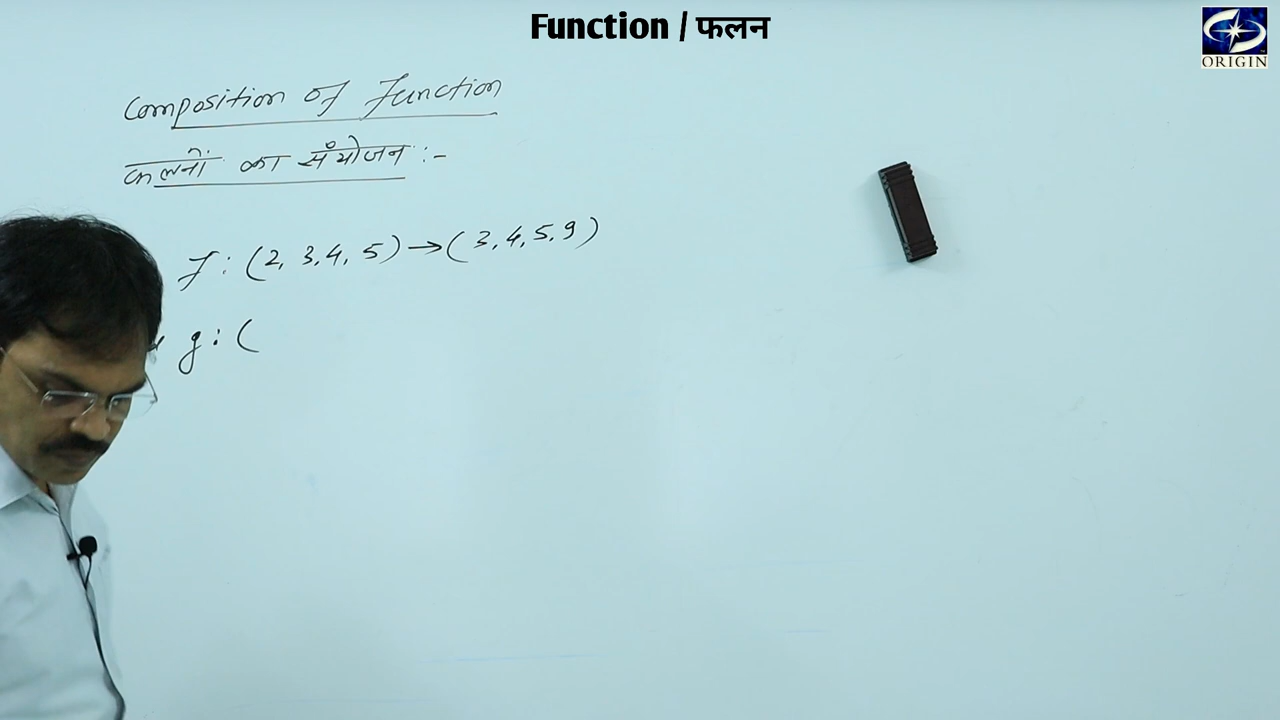 Function / फलन
ORIGIN
Composition of Function
फलनों का संयोजन :-
f : (2, 3, 4, 5) → (3, 4, 5, 9)
g : (